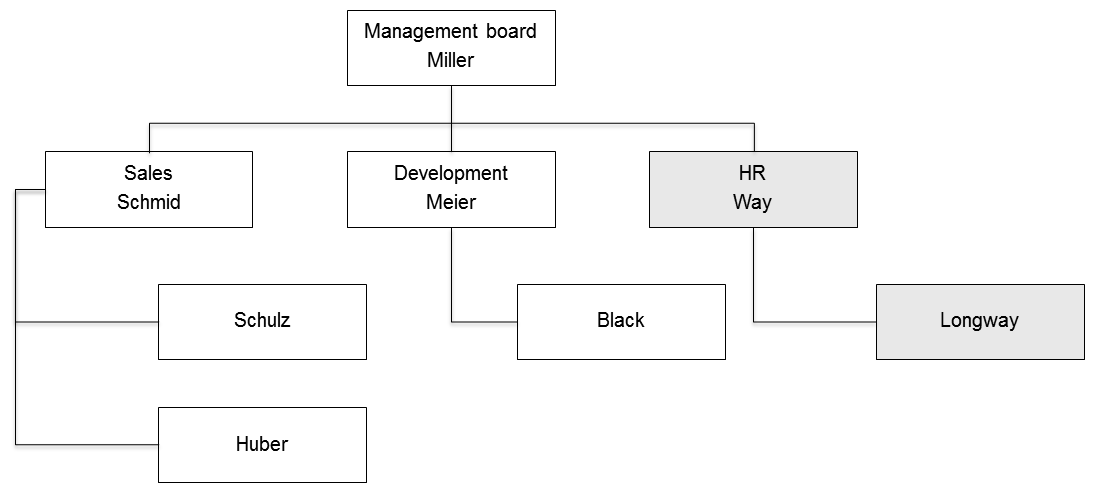 Management board
Miller
Sales
Schmid
Development
Meier
HR
Way
Schulz
Black
Longway
Huber